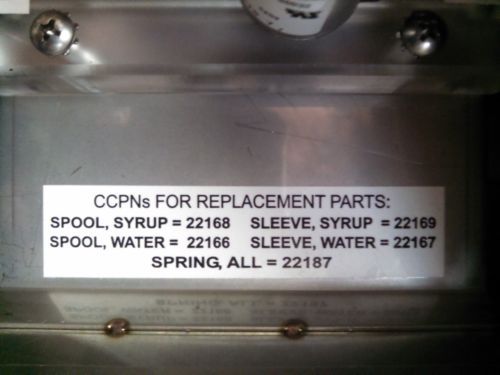 CCPNs FOR REPLACEMENT PARTS:
SPOOL, SYRUP = 22168 SLEEVE, SYRUP = 22169
SPOOL, WATER = 22166 SLEEVE, WATER = 22167
SPRING, ALL = 22187